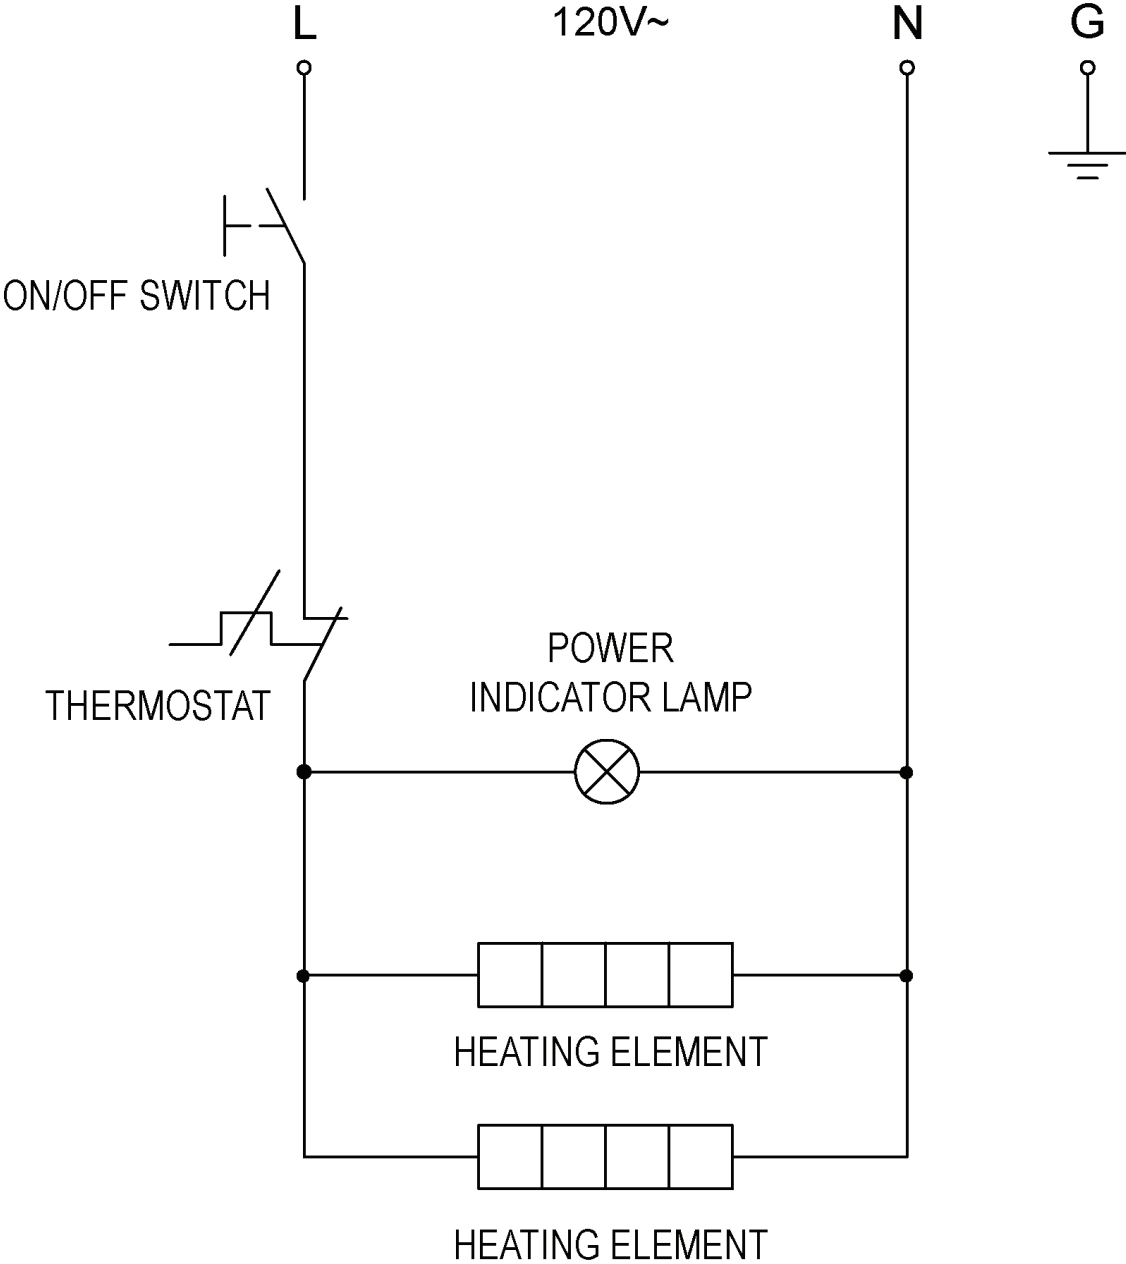 L 120V~ N G
ON/OFF SWITCH
POWER
INDICATOR LAMP
THERMOSTAT
HEATING ELEMENT
HEATING ELEMENT